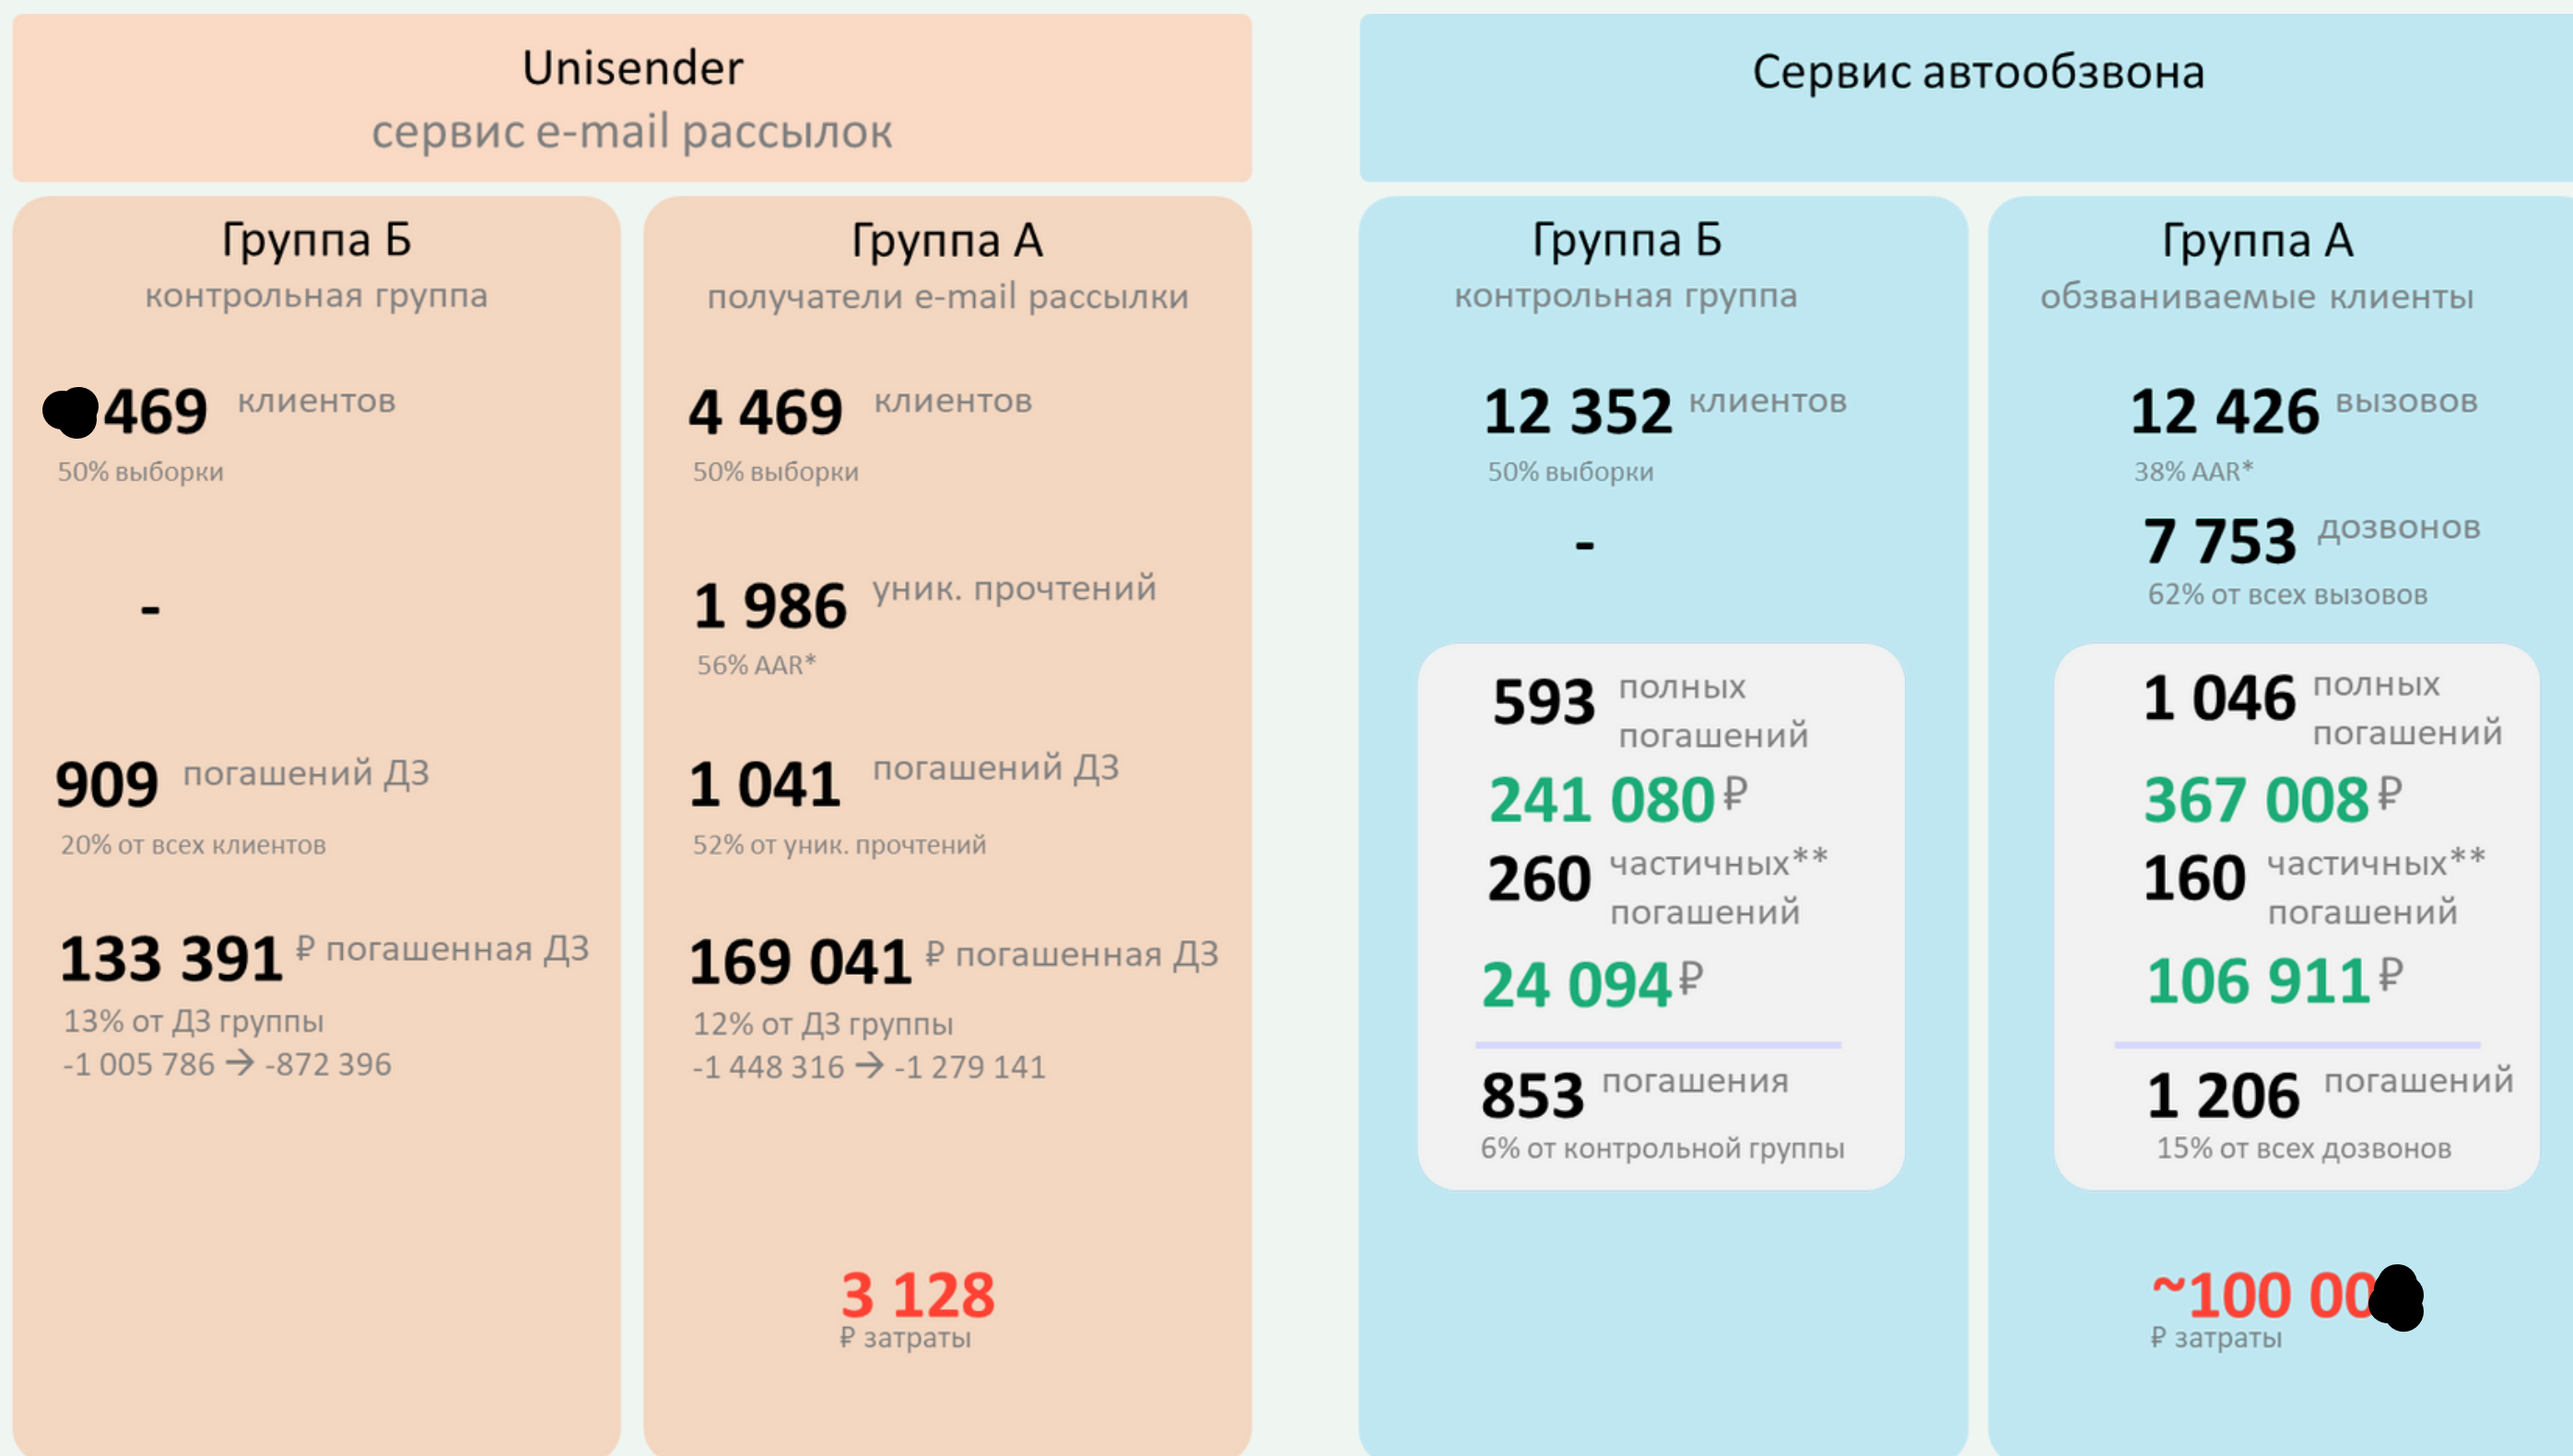 Unisender
сервис e-mail рассылок
Группа Б
контрольная группа
469 клиентов
50% выборки
-
909 погашений ДЗ
20% от всех клиентов
133 391 ₽ погашенная ДЗ
13% от ДЗ группы
-1 005 786 → -872 396
Группа А
получатели e-mail рассылки
4 469 клиентов
50% выборки
1 986 уник. прочтений
56% AAR*
1 041 погашений ДЗ
52% от уник. прочтений
169 041 ₽ погашенная ДЗ
12% от ДЗ группы
-1 448 316 → -1 279 141
3 128
₽ затраты
Сервис автообзвона
Группа Б
контрольная группа
12 352 клиентов
50% выборки
-
593 полных
погашений
241 080 ₽
260 частичных**
погашений
24 094 ₽
853 погашения
6% от контрольной группы
Группа А
обзваниваемые клиенты
12 426 вызовов
38% AAR*
7 753 дозвонов
62% от всех вызовов
1 046 полных
погашений
367 008 ₽
160 частичных**
погашений
106 911 ₽
1 206 погашений
15% от всех дозвонов
~100 00
₽ затраты